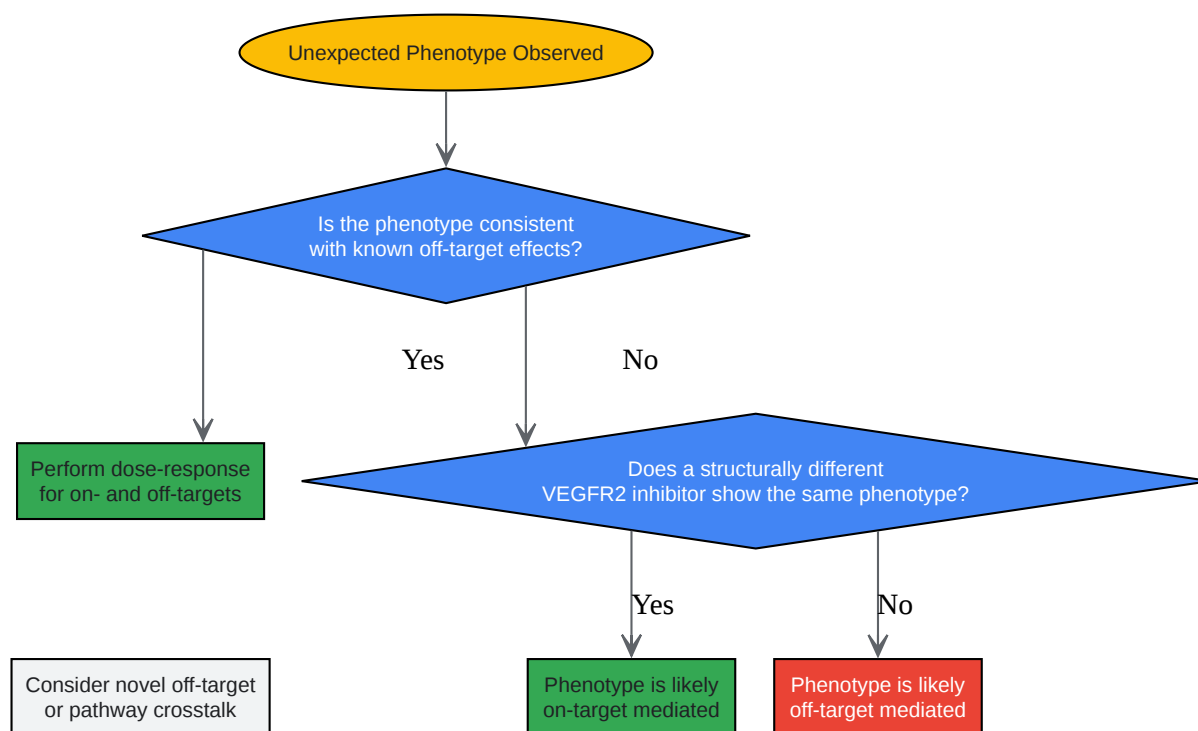 Unexpected Phenotype Observed
Is the phenotype consistent
with known off-target effects?
Yes
No
Perform dose-response
for on- and off-targets
Does a structurally different
VEGFR2 inhibitor show the same phenotype?
Yes
No
Consider novel off-target
or pathway crosstalk
Phenotype is likely
on-target mediated
Phenotype is likely
off-target mediated